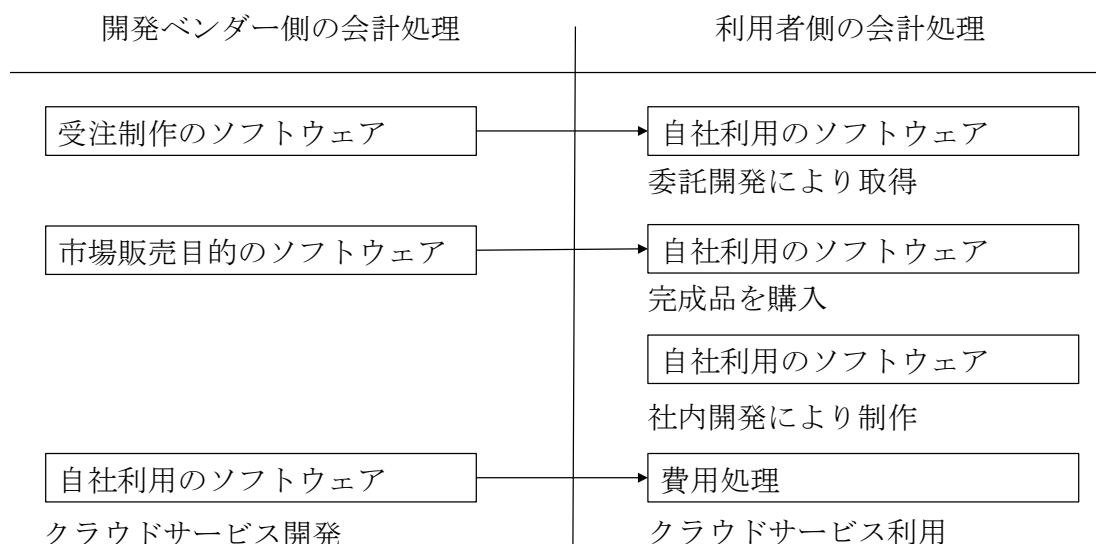 開発ベンダー側の会計処理 利用者側の会計処理
受注制作のソフトウェア 自社利用のソフトウェア
委託開発により取得
市場販売目的のソフトウェア 自社利用のソフトウェア
完成品を購入
自社利用のソフトウェア
社内開発により制作
自社利用のソフトウェア 費用処理
クラウドサービス開発 クラウドサービス利用